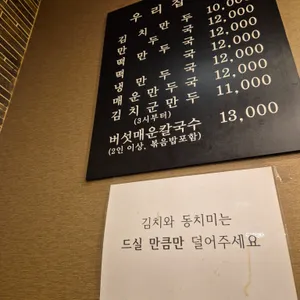 우 리 집
김 치 만 두 10,000
만 두 국 12,000
떡 만 두 국 12,000
떡 국 12,000
냉 만 두 국 12,000
매 운 만 두 국 12,000
김 치 군 만 두 11,000
(3시부터)
버섯매운칼국수 13,000
(2인 이상, 볶음밥포함)
김치와 동치미는
드실 만큼만 덜어주세요